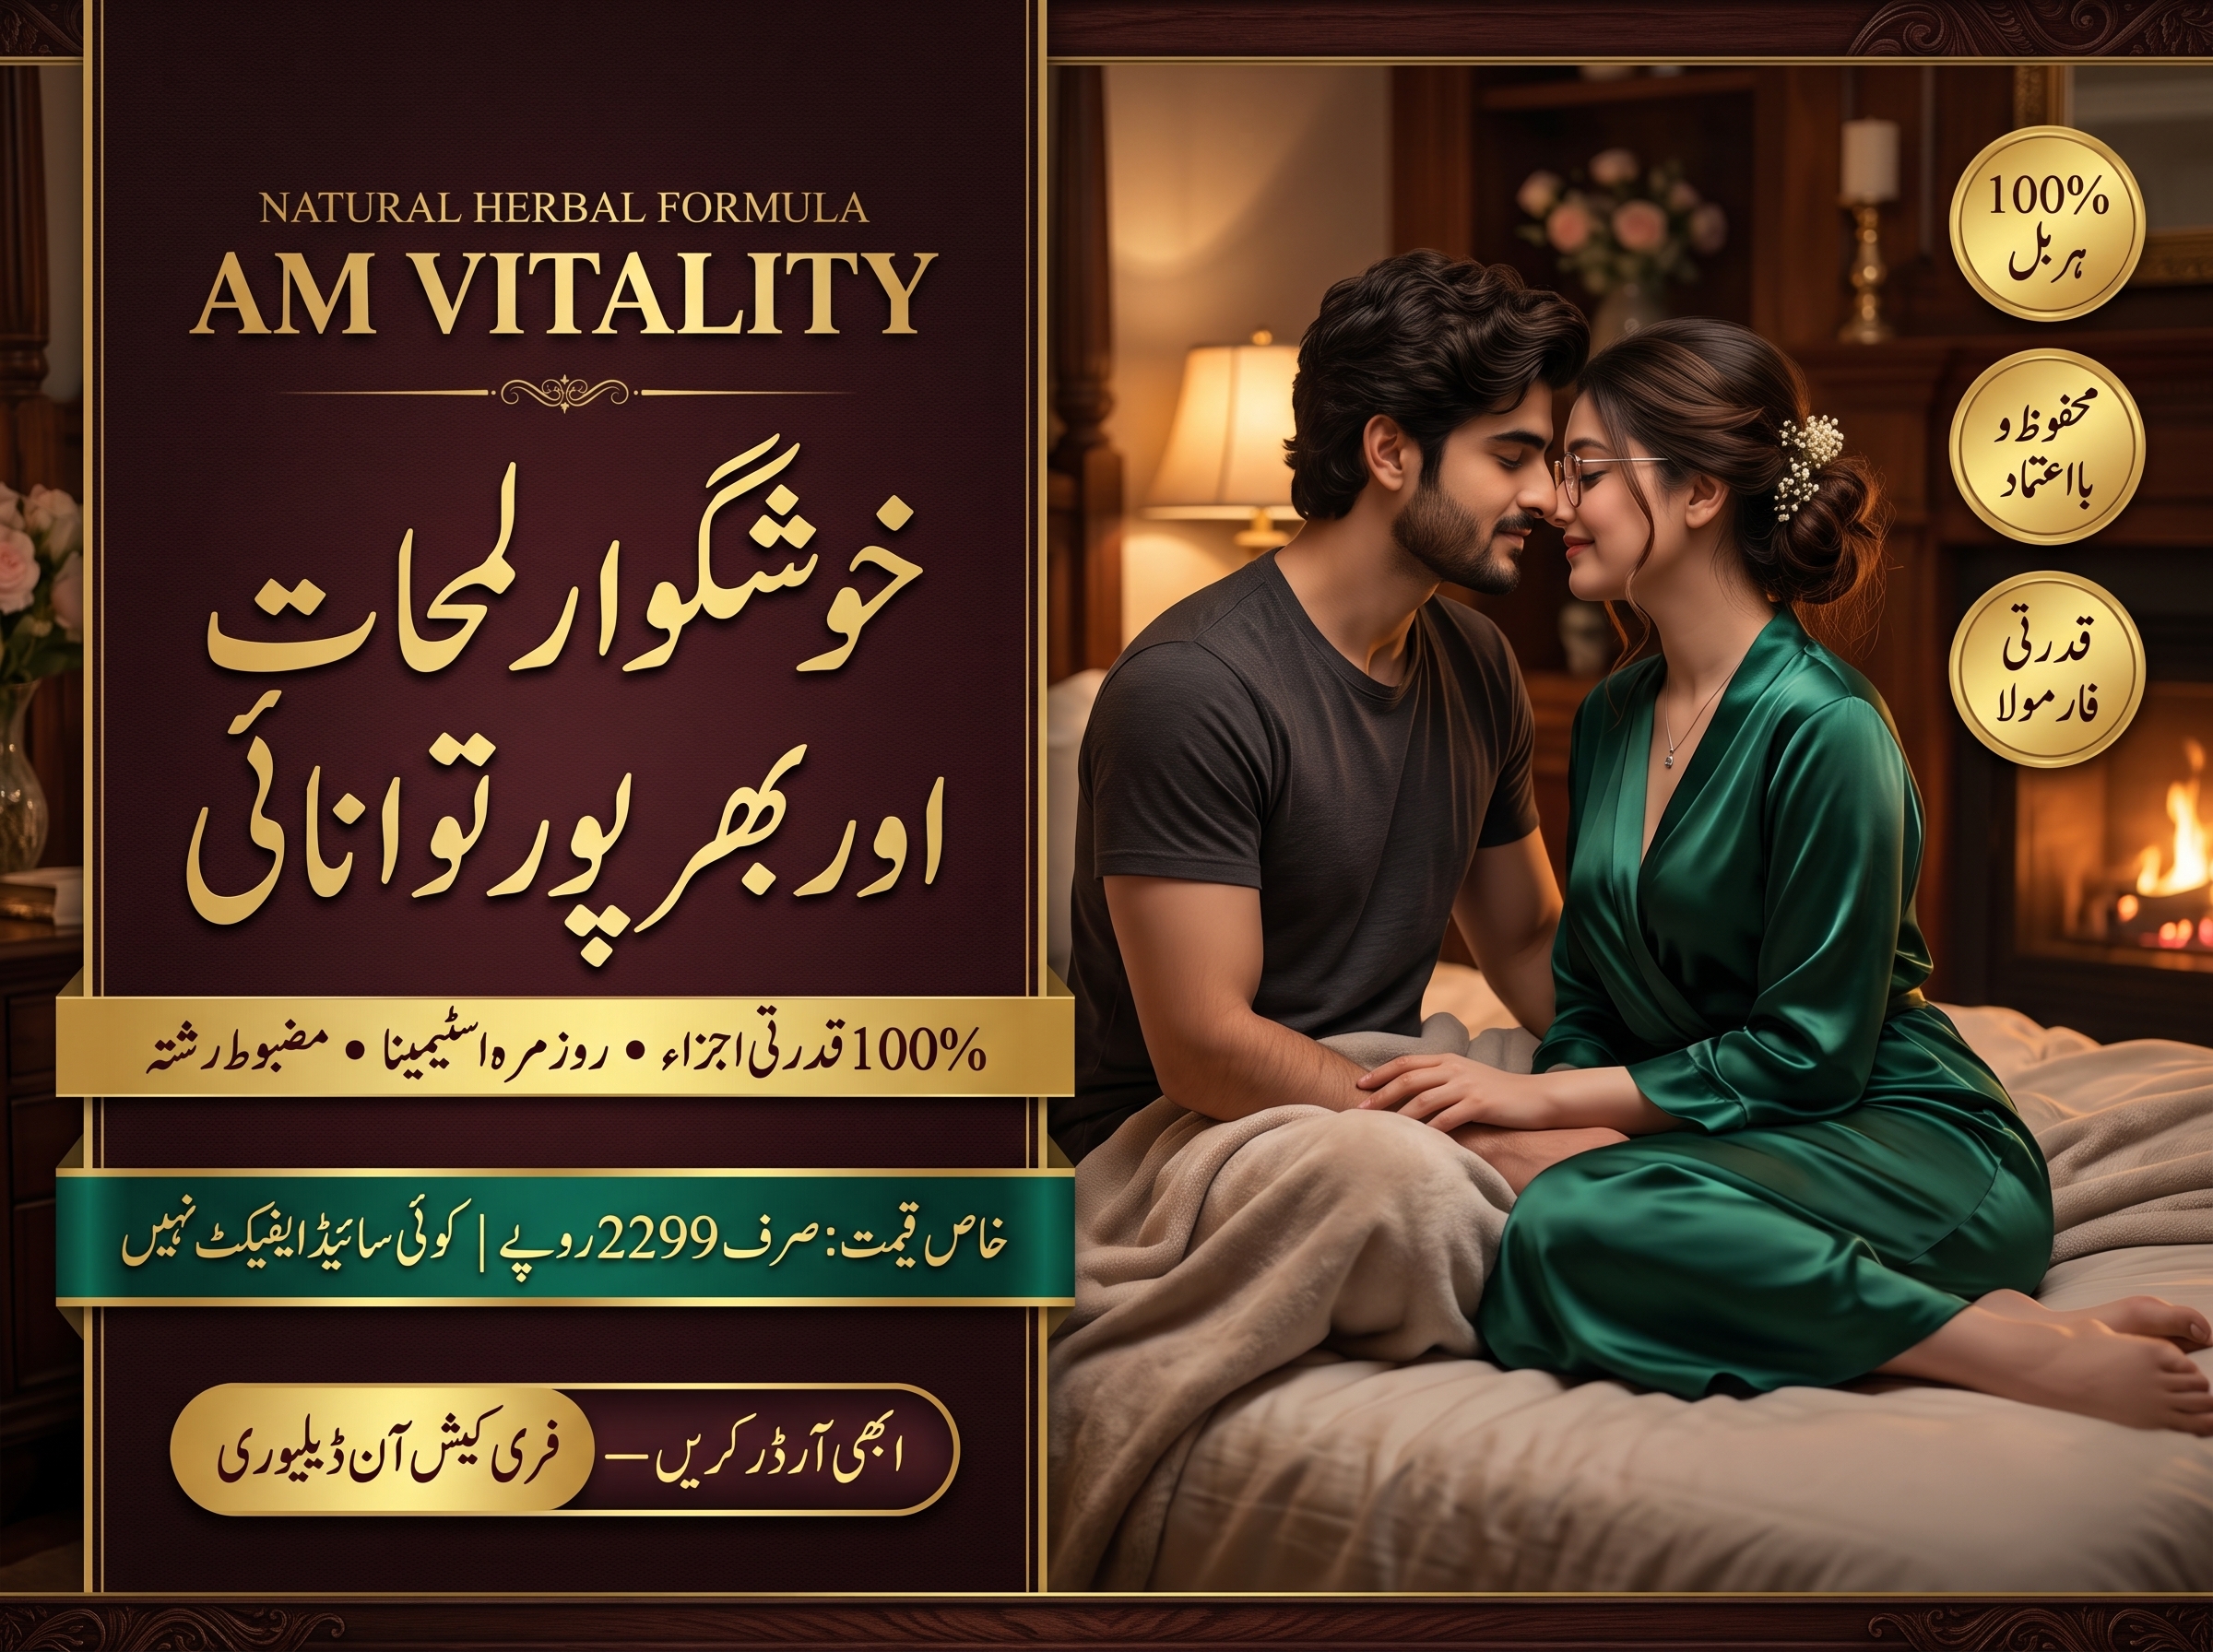 NATURAL HERBAL FORMULA
AM VITALITY
خوشگوار لمحات
اور بھرپور توانائی
100% قدرتی اجزاء • روزمرہ اسٹیمینا • مضبوط رشتہ
خاص قیمت: صرف 2299 روپے | کوئی سائیڈ ایفیکٹ نہیں
ابھی آرڈر کریں — فری کیش آن ڈیلیوری
100%
ہربل
محفوظ و
بااعتماد
قدرتی
فارمولا